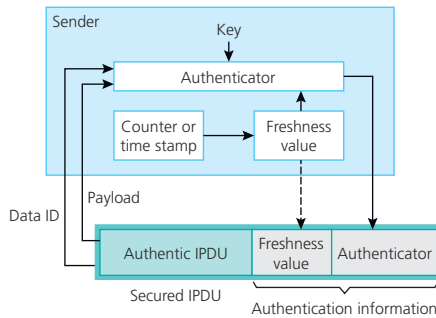 Sender
Key
Authenticator
Counter or
time stamp
Freshness
value
Payload
Data ID
Authentic IPDU
Freshness
value
Authenticator
Secured IPDU
Authentication information